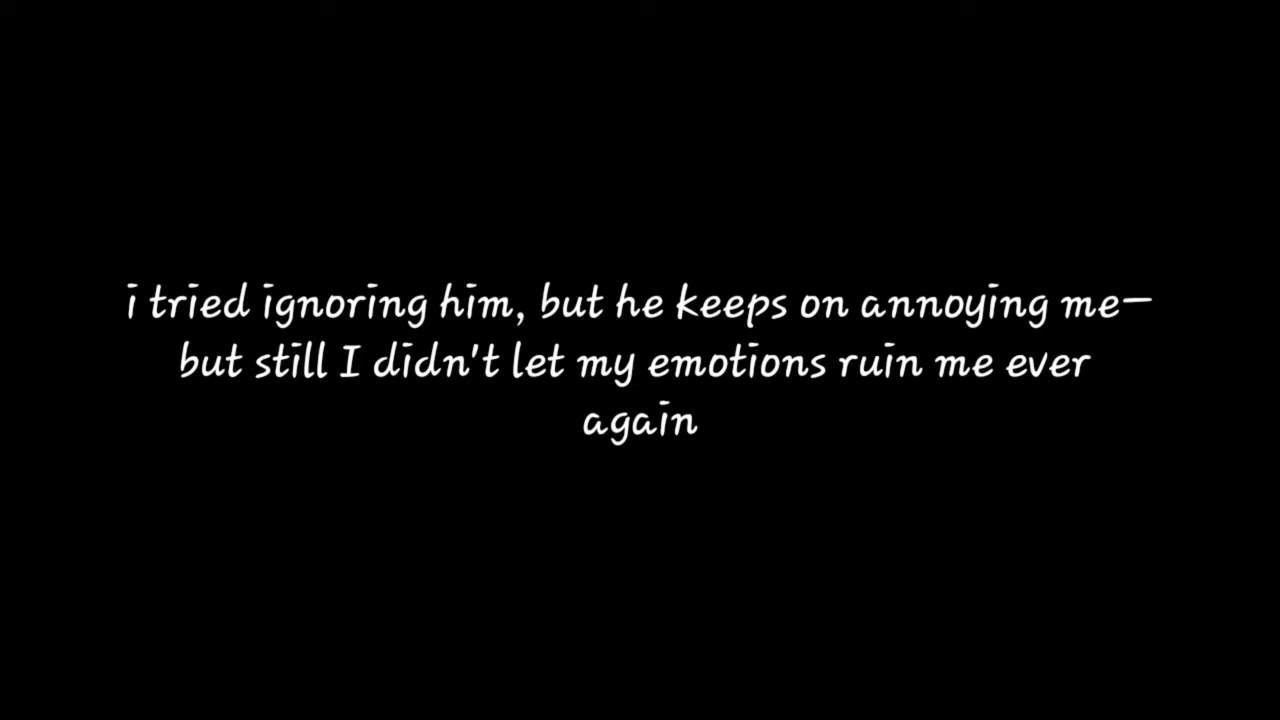 i tried ignoring him, but he keeps on annoying me—
but still I didn't let my emotions ruin me ever
again